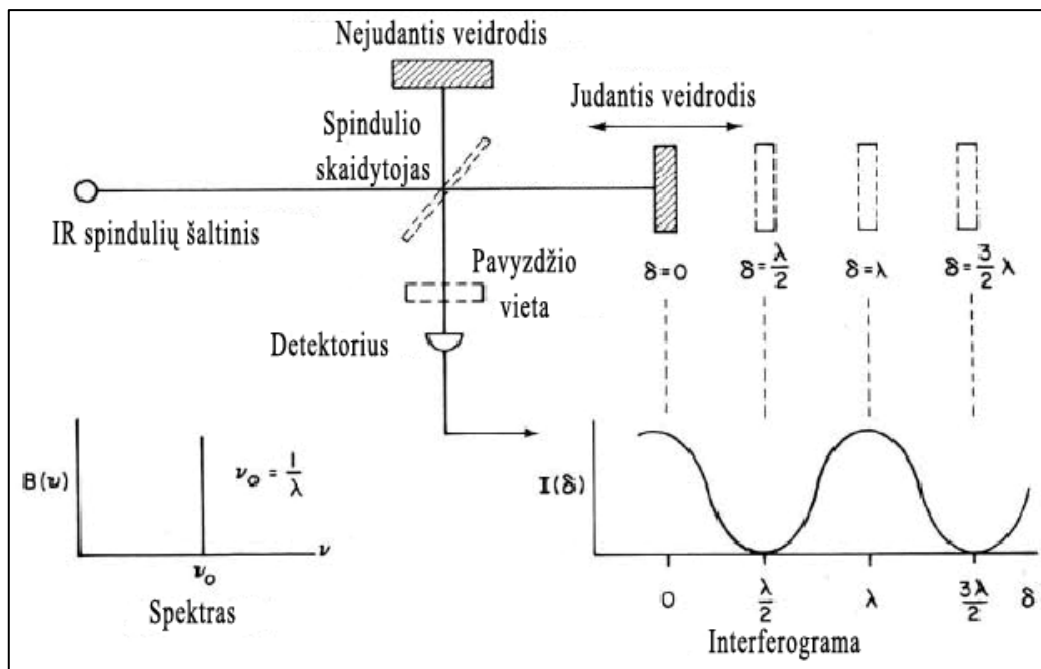 Nejudantis veidrodis
Judantis veidrodis
Spindulio
skaidytojas
IR spindulių šaltinis
δ=0
δ=λ/2
δ=λ
δ=3/2 λ
Pavyzdžio
vieta
Detektorius
B(ν)
ν₀ = 1/λ
ν
ν₀
Spektras
I(δ)
0
λ/2
λ
3λ/2
δ
Interferograma